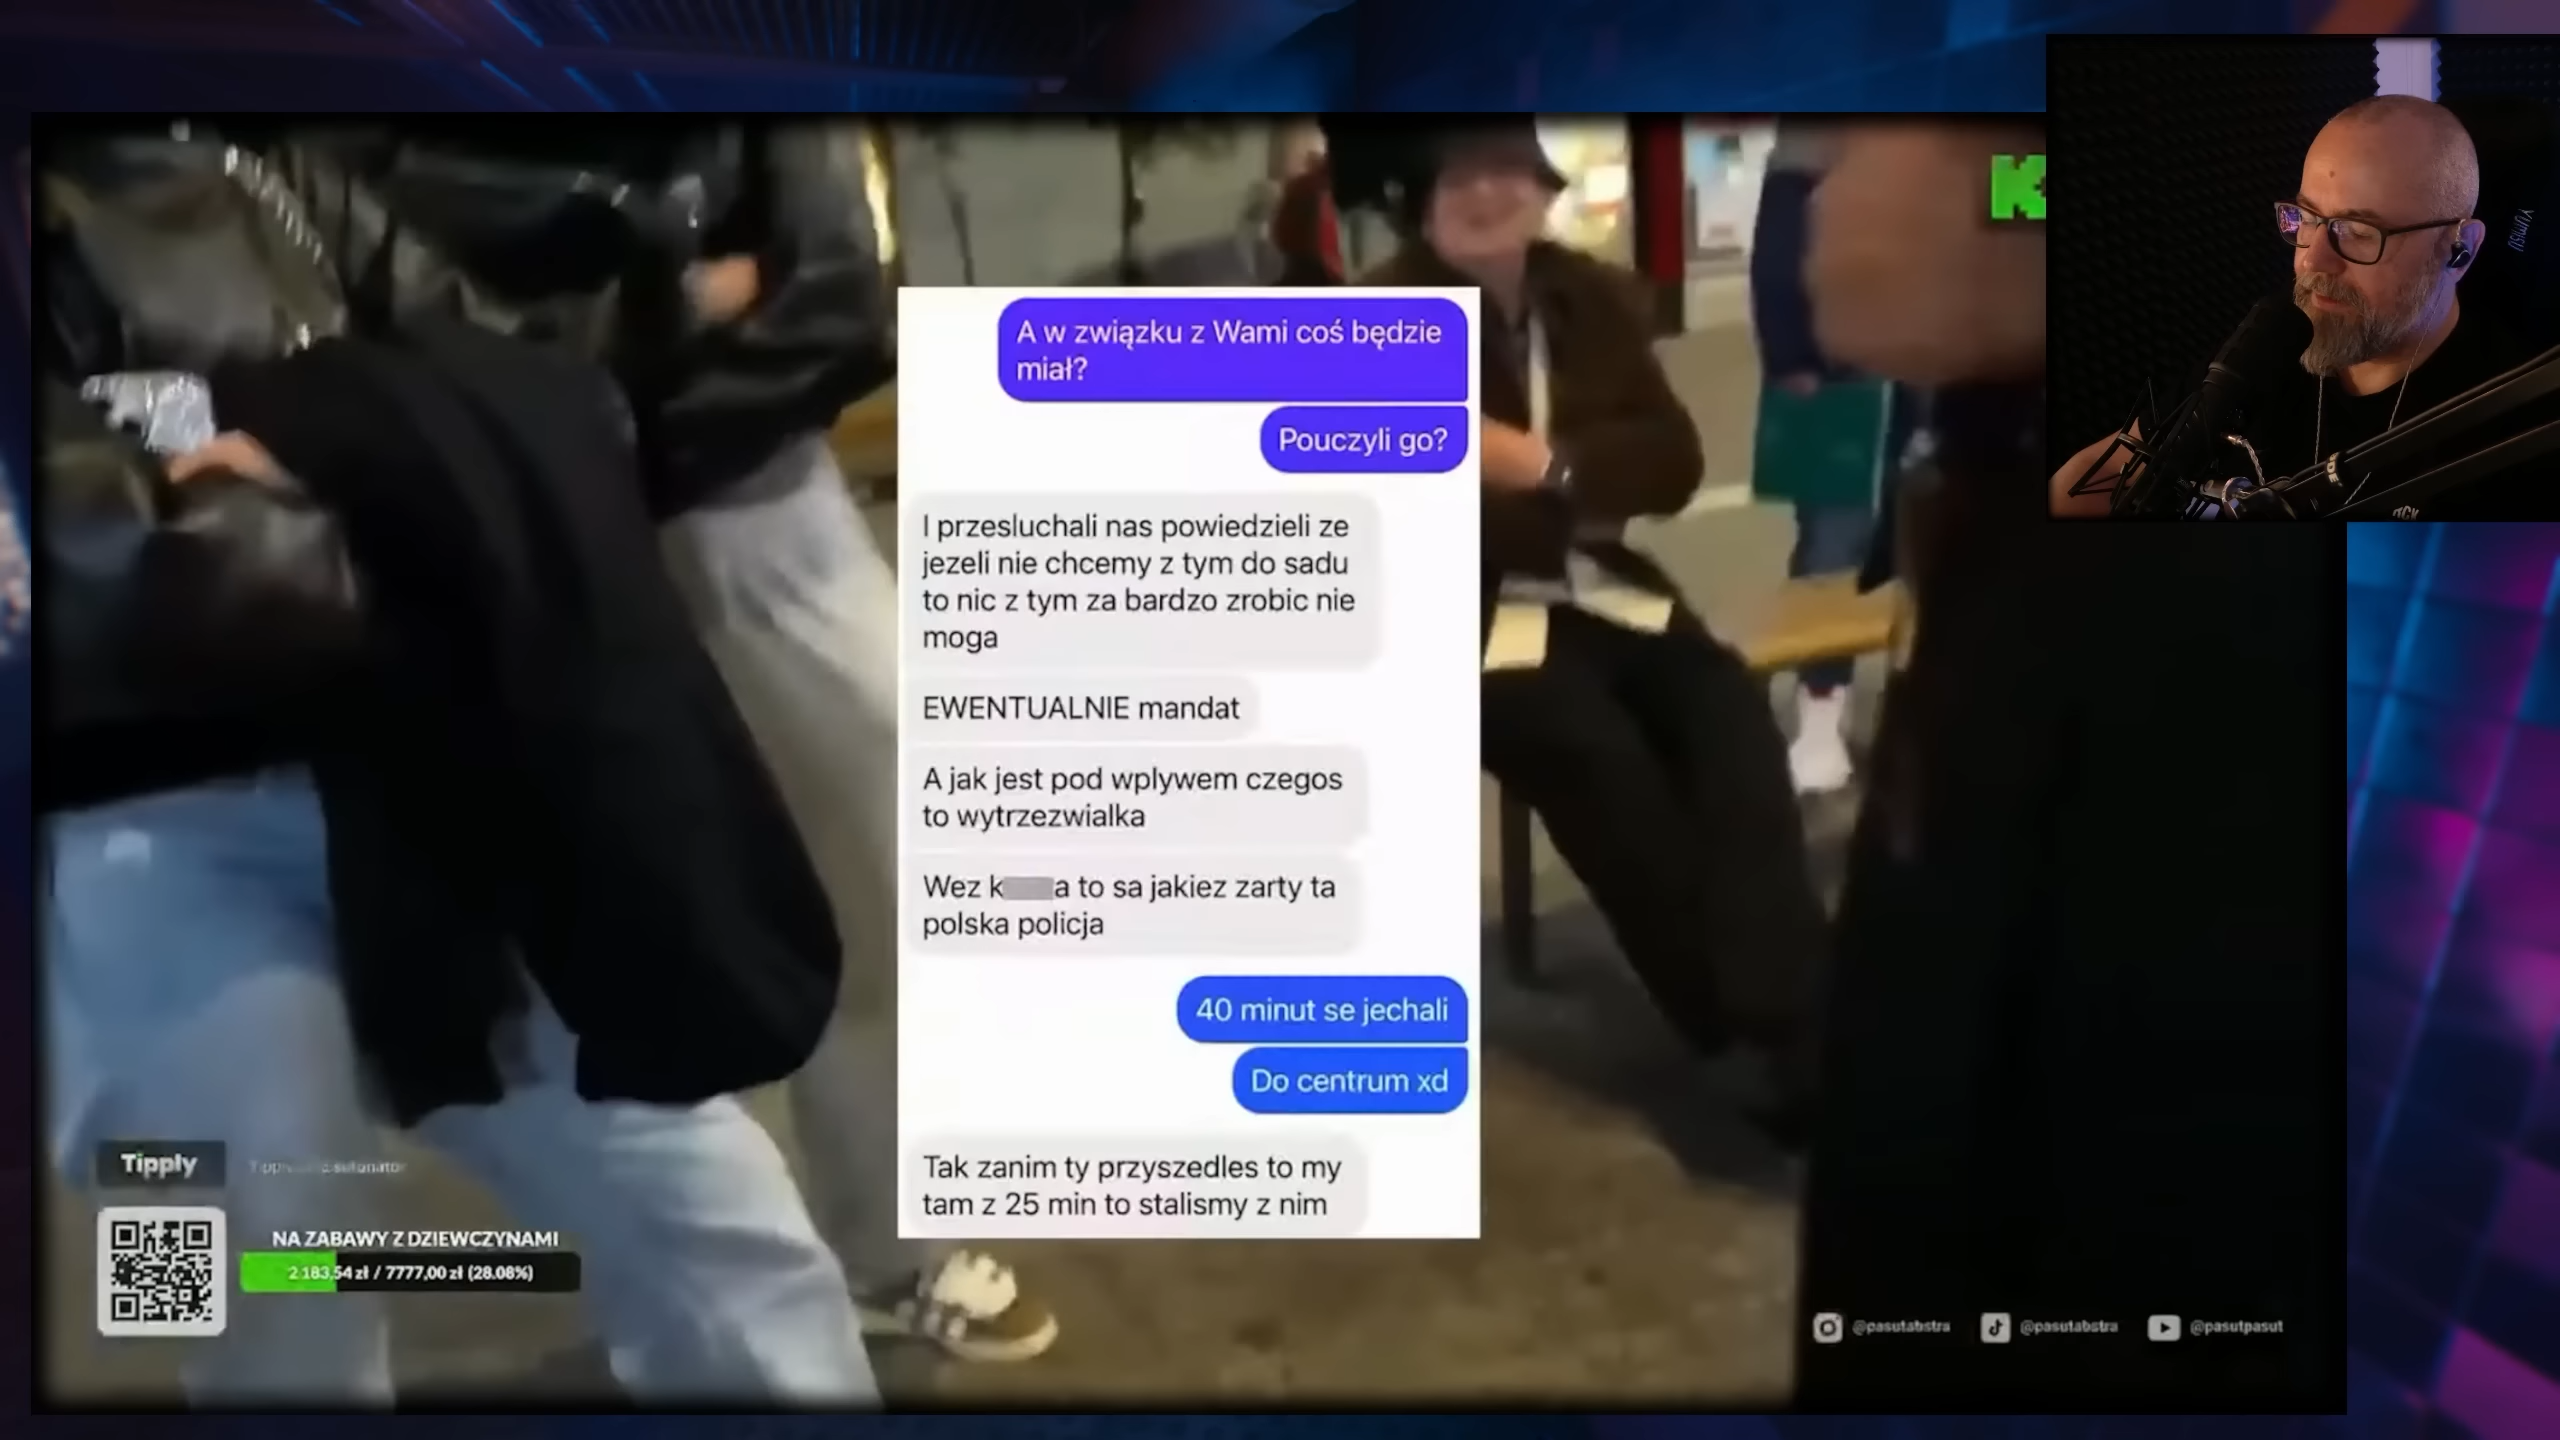 A w związku z Wami coś będzie
miał?
Pouczyli go?
I przesluchali nas powiedzieli ze
jezeli nie chcemy z tym do sadu
to nic z tym za bardzo zrobic nie
moga
EWENTUALNIE mandat
A jak jest pod wplywem czegos
to wytrzezwialka
Wez k a to sa jakiez zarty ta
polska policja
40 minut se jechali
Do centrum xd
Tak zanim ty przyszedles to my
tam z 25 min to stalismy z nim
Tipply
NA ZABAWY Z DZIEWCZYNAMI
2 183,54 zł / 7777,00 zł (28.08%)
@pasutabstra
@pasutabstra
@pasutpasut
K
YUMISU